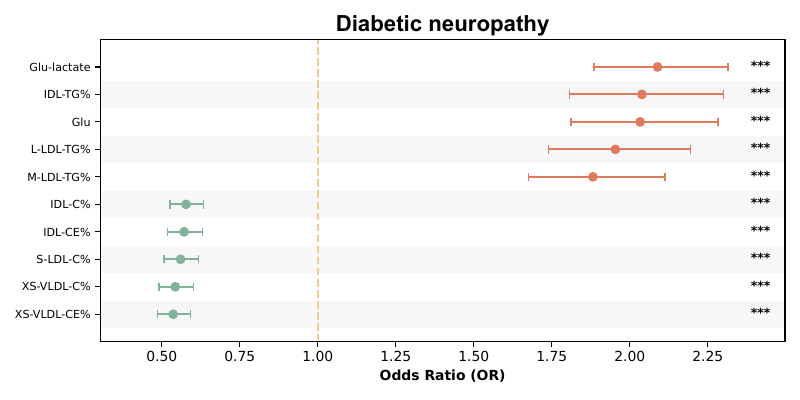 Diabetic neuropathy
Glu-lactate ***
IDL-TG% ***
Glu ***
L-LDL-TG% ***
M-LDL-TG% ***
IDL-C% ***
IDL-CE% ***
S-LDL-C% ***
XS-VLDL-C% ***
XS-VLDL-CE% ***
0.50 0.75 1.00 1.25 1.50 1.75 2.00 2.25
Odds Ratio (OR)